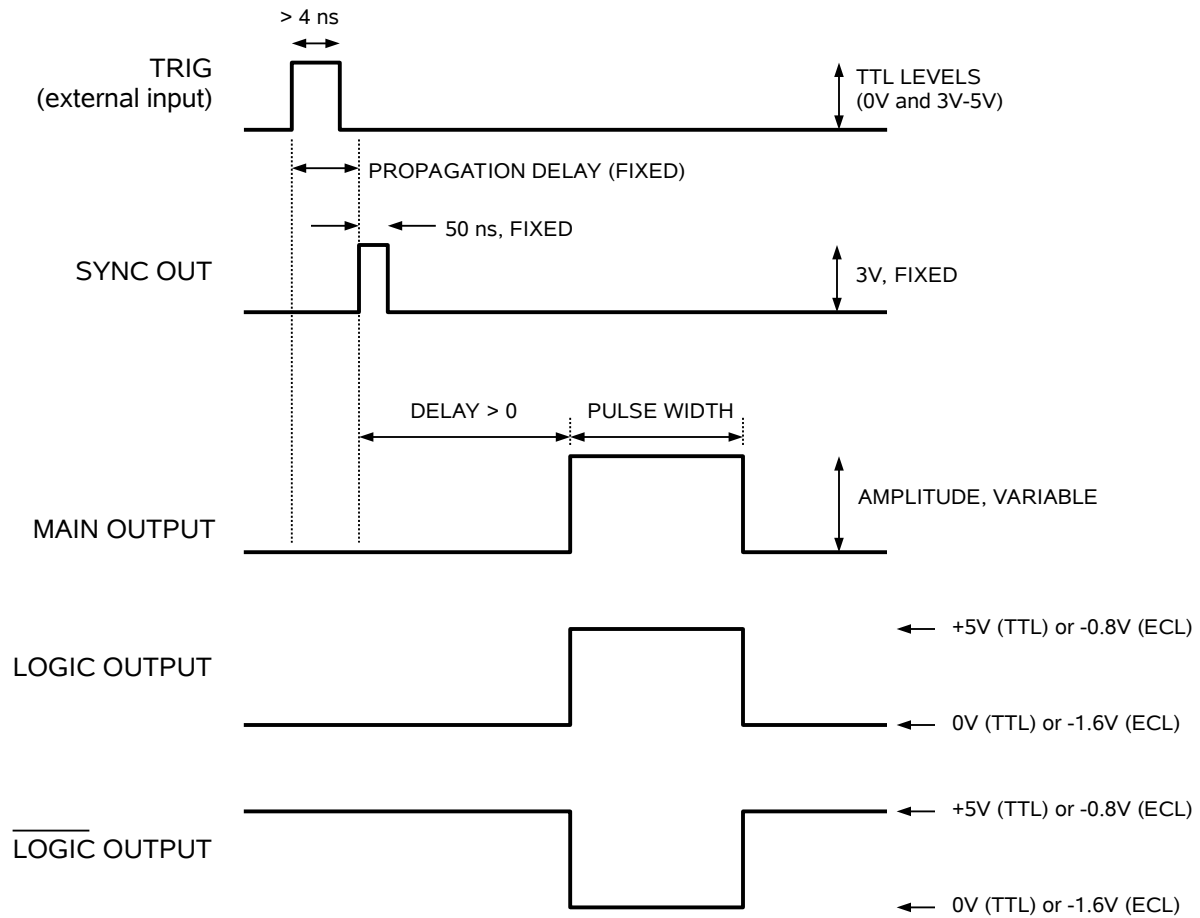 > 4 ns
TRIG
(external input)
TTL LEVELS
(0V and 3V-5V)
PROPAGATION DELAY (FIXED)
50 ns, FIXED
SYNC OUT
3V, FIXED
DELAY > 0
PULSE WIDTH
AMPLITUDE, VARIABLE
MAIN OUTPUT
+5V (TTL) or -0.8V (ECL)
LOGIC OUTPUT
0V (TTL) or -1.6V (ECL)
+5V (TTL) or -0.8V (ECL)
LOGIC OUTPUT
0V (TTL) or -1.6V (ECL)